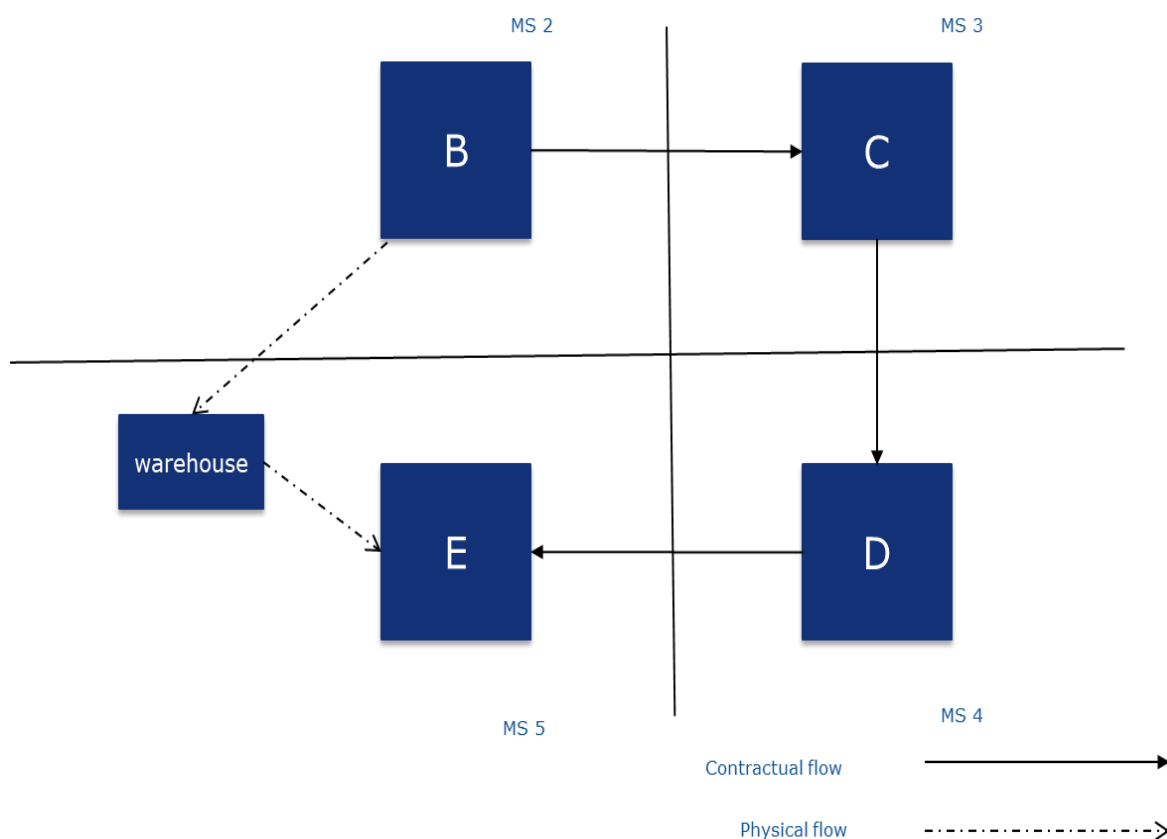 MS 2
MS 3
B
C
warehouse
E
D
MS 5
MS 4
Contractual flow
Physical flow